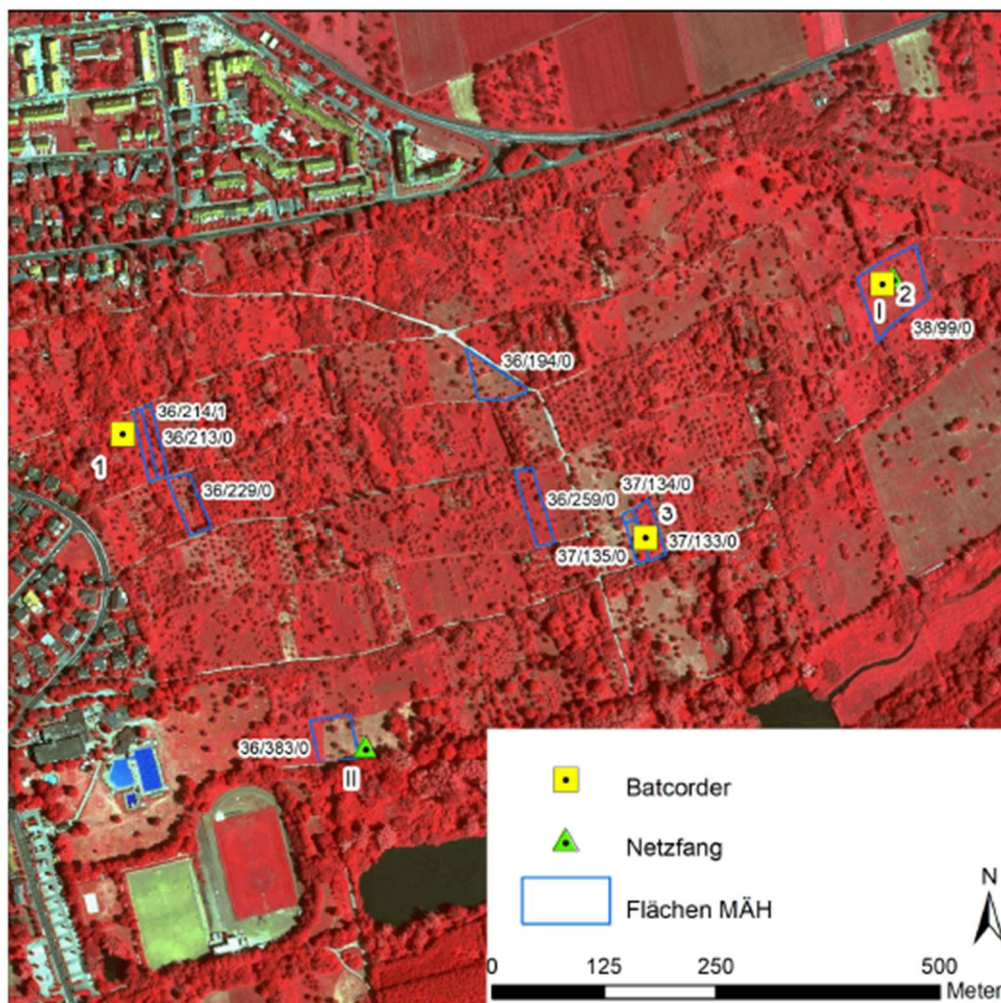 36/194/0
I
2
38/99/0
36/214/1
36/213/0
1
36/229/0
36/259/0
37/134/0
3
37/135/0
37/133/0
36/383/0
II
Batcorder
Netzfang
Flächen MÄH
N
0 125 250 500
Meter